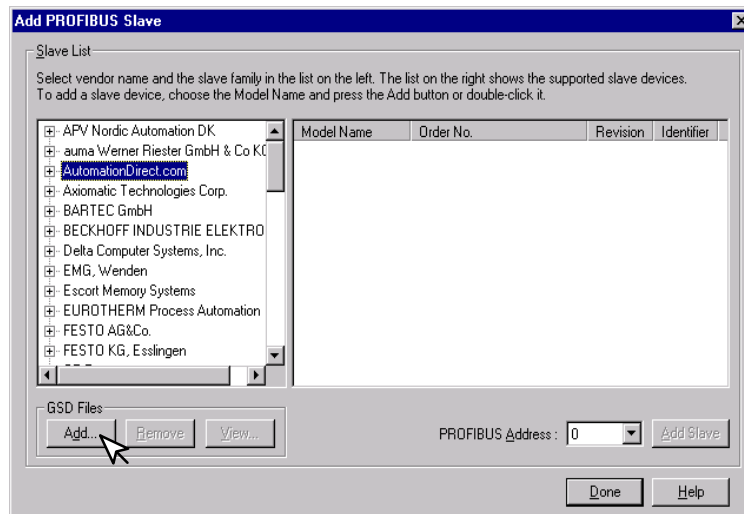 Add PROFIBUS Slave
Slave List
Select vendor name and the slave family in the list on the left. The list on the right shows the supported slave devices.
To add a slave device, choose the Model Name and press the Add button or double-click it.
APV Nordic Automation DK
auma Werner Riester GmbH & Co KG
AutomationDirect.com
Axiomatic Technologies Corp.
BARTEC GmbH
BECKHOFF INDUSTRIE ELEKTRO
Delta Computer Systems, Inc.
EMG, Wenden
Escort Memory Systems
EUROTHERM Process Automation
FESTO AG&Co.
FESTO KG, Esslingen
Model Name Order No. Revision Identifier
GSD Files
Add... Remove View...
PROFIBUS Address : 0 Add Slave
Done Help